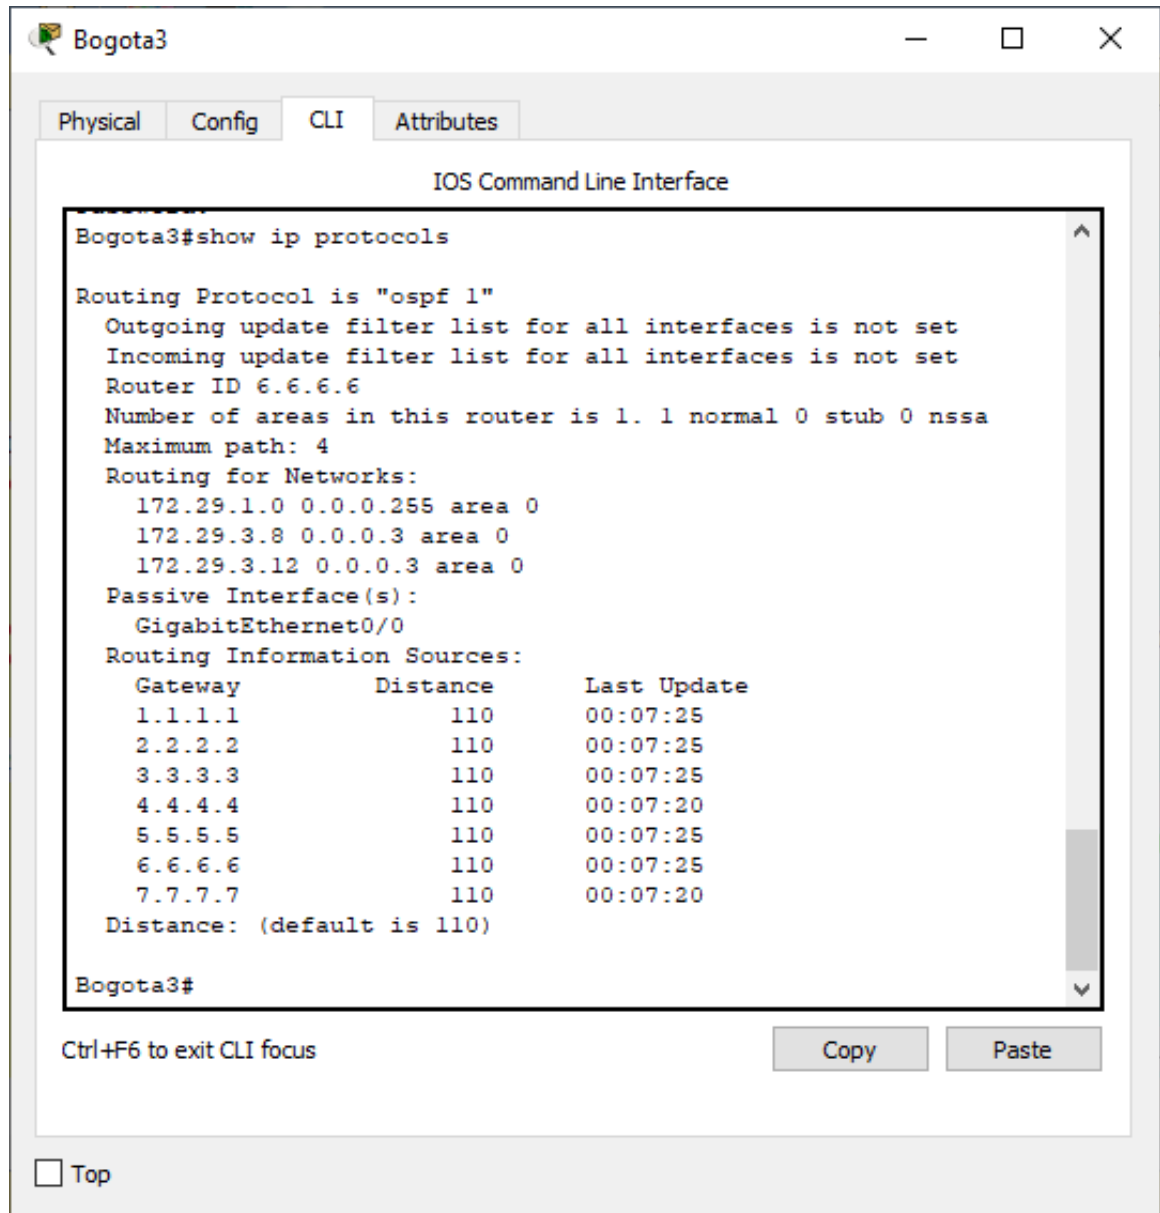 Bogota3
Physical Config CLI Attributes
IOS Command Line Interface
Bogota3#show ip protocols
Routing Protocol is "ospf 1"
Outgoing update filter list for all interfaces is not set
Incoming update filter list for all interfaces is not set
Router ID 6.6.6.6
Number of areas in this router is 1. 1 normal 0 stub 0 nssa
Maximum path: 4
Routing for Networks:
172.29.1.0 0.0.0.255 area 0
172.29.3.8 0.0.0.3 area 0
172.29.3.12 0.0.0.3 area 0
Passive Interface(s):
GigabitEthernet0/0
Routing Information Sources:
Gateway Distance Last Update
1.1.1.1 110 00:07:25
2.2.2.2 110 00:07:25
3.3.3.3 110 00:07:25
4.4.4.4 110 00:07:20
5.5.5.5 110 00:07:25
6.6.6.6 110 00:07:25
7.7.7.7 110 00:07:20
Distance: (default is 110)
Bogota3#
Ctrl+F6 to exit CLI focus Copy Paste
Top